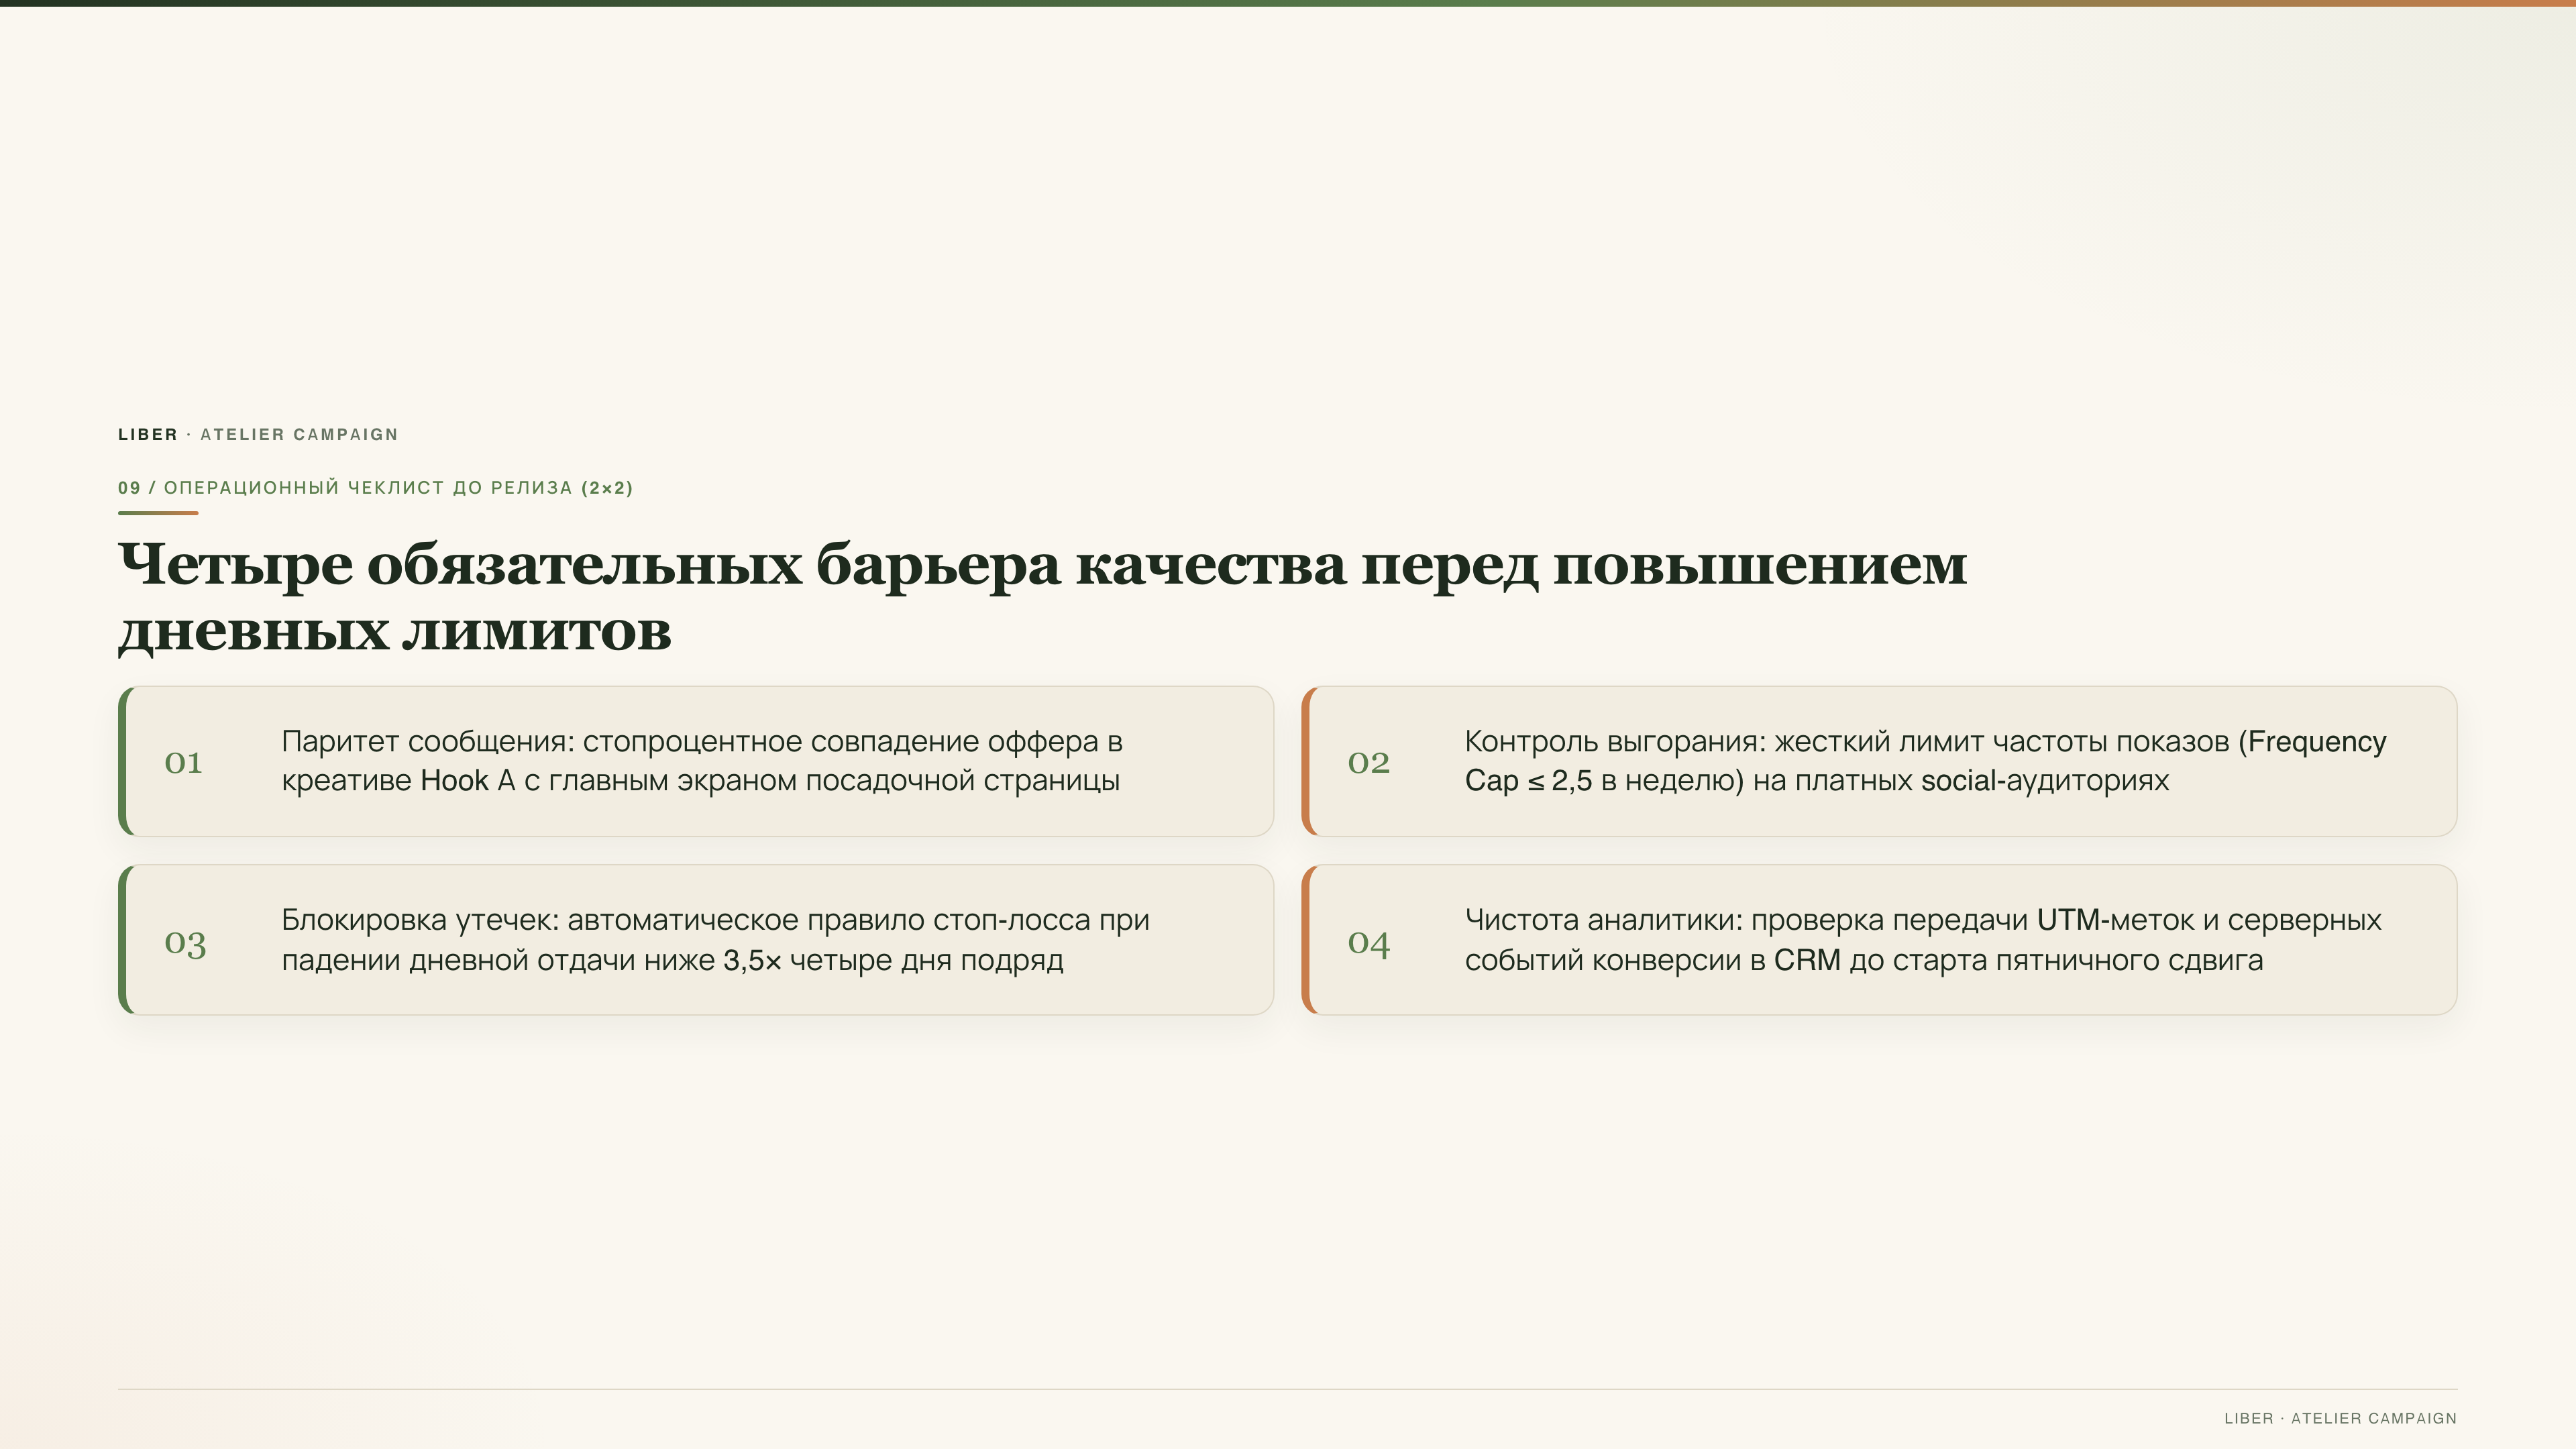 LIBER · ATELIER CAMPAIGN
09 / ОПЕРАЦИОННЫЙ ЧЕКЛИСТ ДО РЕЛИЗА (2×2)
Четыре обязательных барьера качества перед повышением
дневных лимитов
01
Паритет сообщения: стопроцентное совпадение оффера в
креативе Hook A с главным экраном посадочной страницы
02
Контроль выгорания: жесткий лимит частоты показов (Frequency
Cap ≤ 2,5 в неделю) на платных social-аудиториях
03
Блокировка утечек: автоматическое правило стоп-лосса при
падении дневной отдачи ниже 3,5× четыре дня подряд
04
Чистота аналитики: проверка передачи UTM-меток и серверных
событий конверсии в CRM до старта пятничного сдвига
LIBER · ATELIER CAMPAIGN